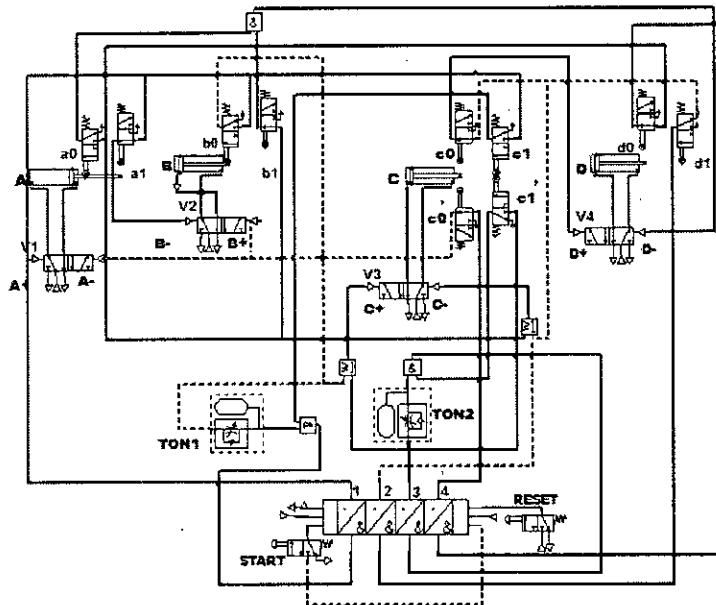 &
a0
a1
b0
b1
c0
c1
d0
d1
A
B
C
D
c0
c1
V1
V2
V3
V4
A+
A-
B-
B+
C+
C-
D+
D-
V
V
&
&
TON1
TON2
1 2 3 4
START
RESET